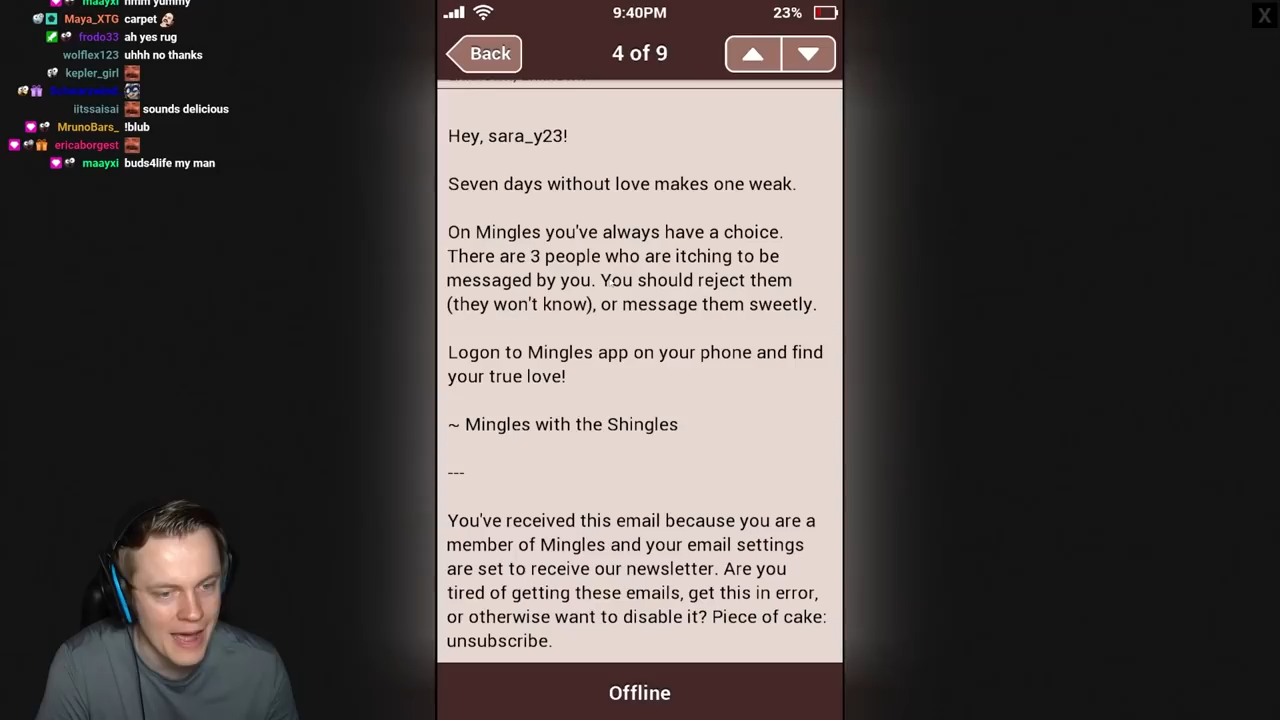 hmm yummy
Maya_XTG carpet
frodo33 ah yes rug
wolflex123 uhhh no thanks
kepler_girl
iitssaisai sounds delicious
MrunoBars_ !blub
ericaborgest
maayxi buds4life my man
9:40PM
23%
X
Back
4 of 9
Hey, sara_y23!
Seven days without love makes one weak.
On Mingles you've always have a choice.
There are 3 people who are itching to be
messaged by you. You should reject them
(they won't know), or message them sweetly.
Logon to Mingles app on your phone and find
your true love!
~ Mingles with the Shingles
---
You've received this email because you are a
member of Mingles and your email settings
are set to receive our newsletter. Are you
tired of getting these emails, get this in error,
or otherwise want to disable it? Piece of cake:
unsubscribe.
Offline